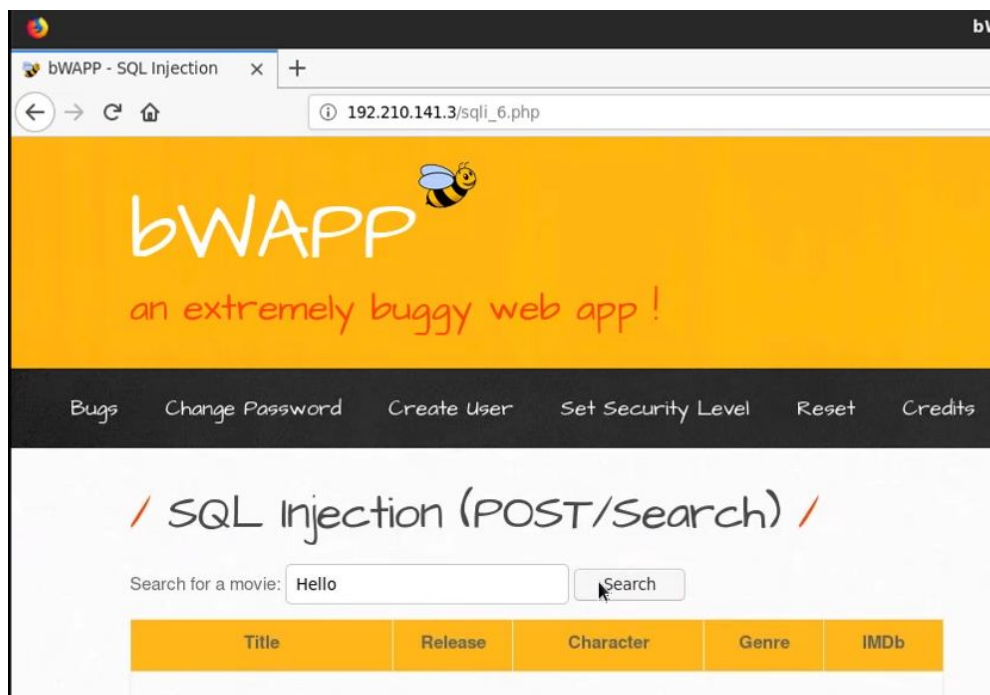 bW
bWAPP - SQL Injection
192.210.141.3/sqli_6.php
bWAPP
an extremely buggy web app !
Bugs Change Password Create User Set Security Level Reset Credits
/ SQL Injection (POST/Search) /
Search for a movie: Hello Search
Title Release Character Genre IMDb